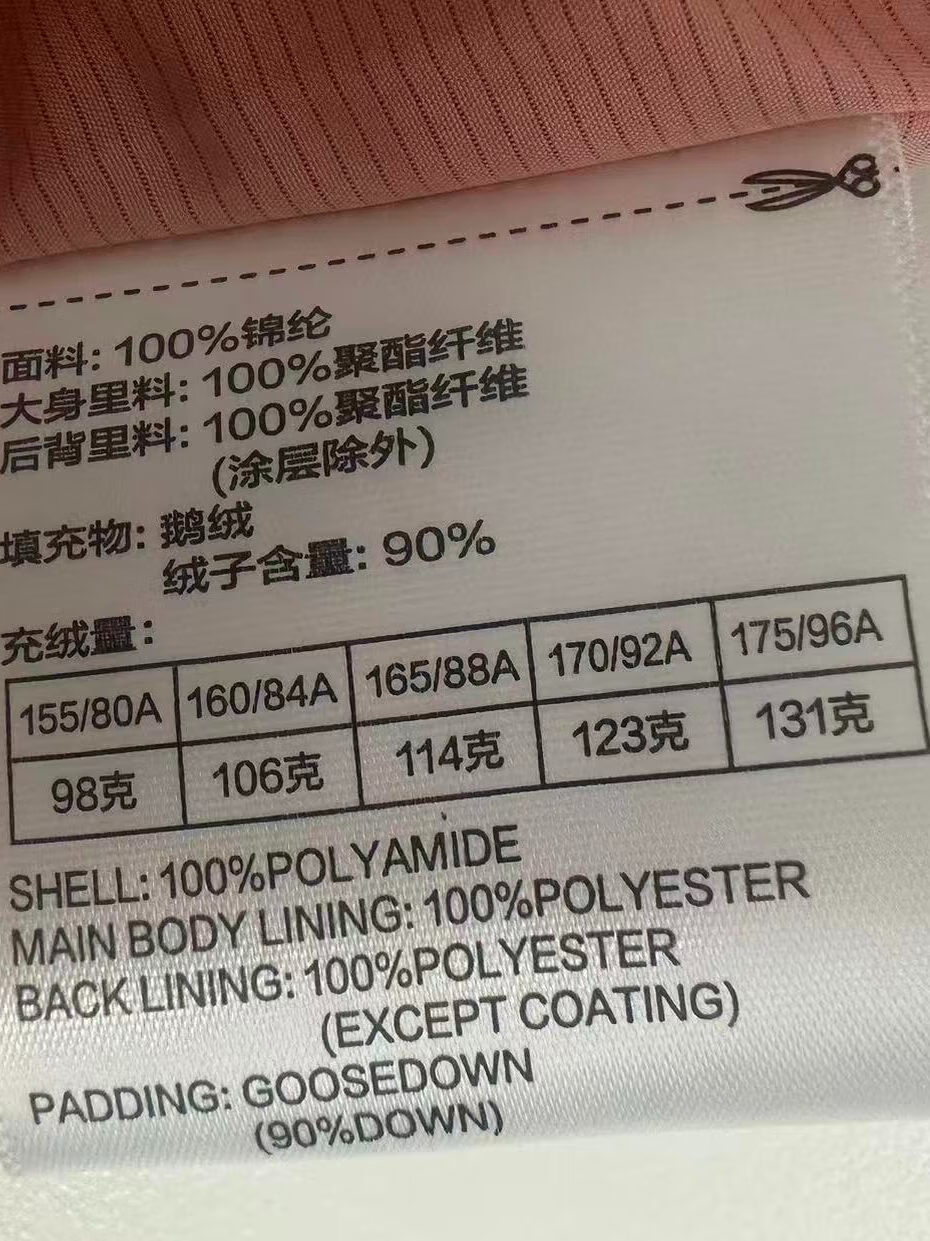 面料: 100%锦纶
大身里料: 100%聚酯纤维
后背里料: 100%聚酯纤维
(涂层除外)
填充物: 鹅绒
绒子含量: 90%
充绒量:
155/80A 160/84A 165/88A 170/92A 175/96A
98克 106克 114克 123克 131克
SHELL: 100%POLYAMIDE
MAIN BODY LINING: 100%POLYESTER
BACK LINING: 100%POLYESTER
(EXCEPT COATING)
PADDING: GOOSEDOWN
(90%DOWN)